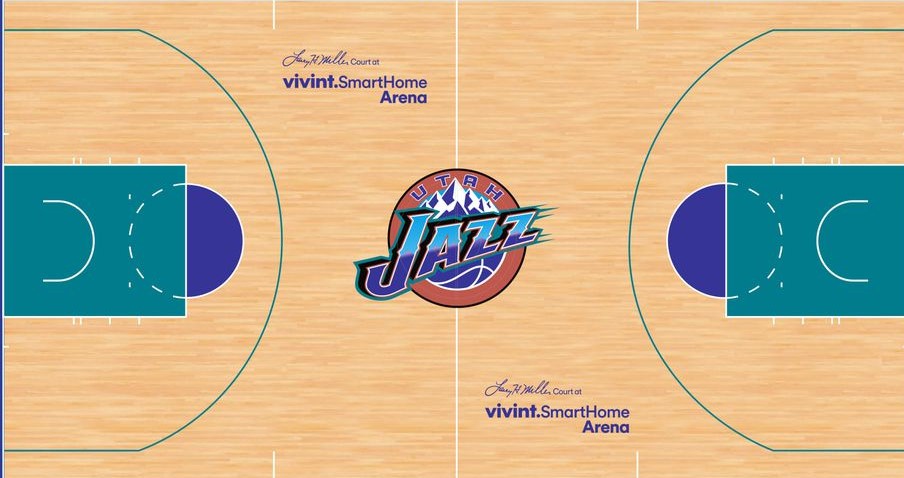 Larry H. Miller Court at
vivint.SmartHome
Arena
UTAH
JAZZ
Larry H. Miller Court at
vivint.SmartHome
Arena